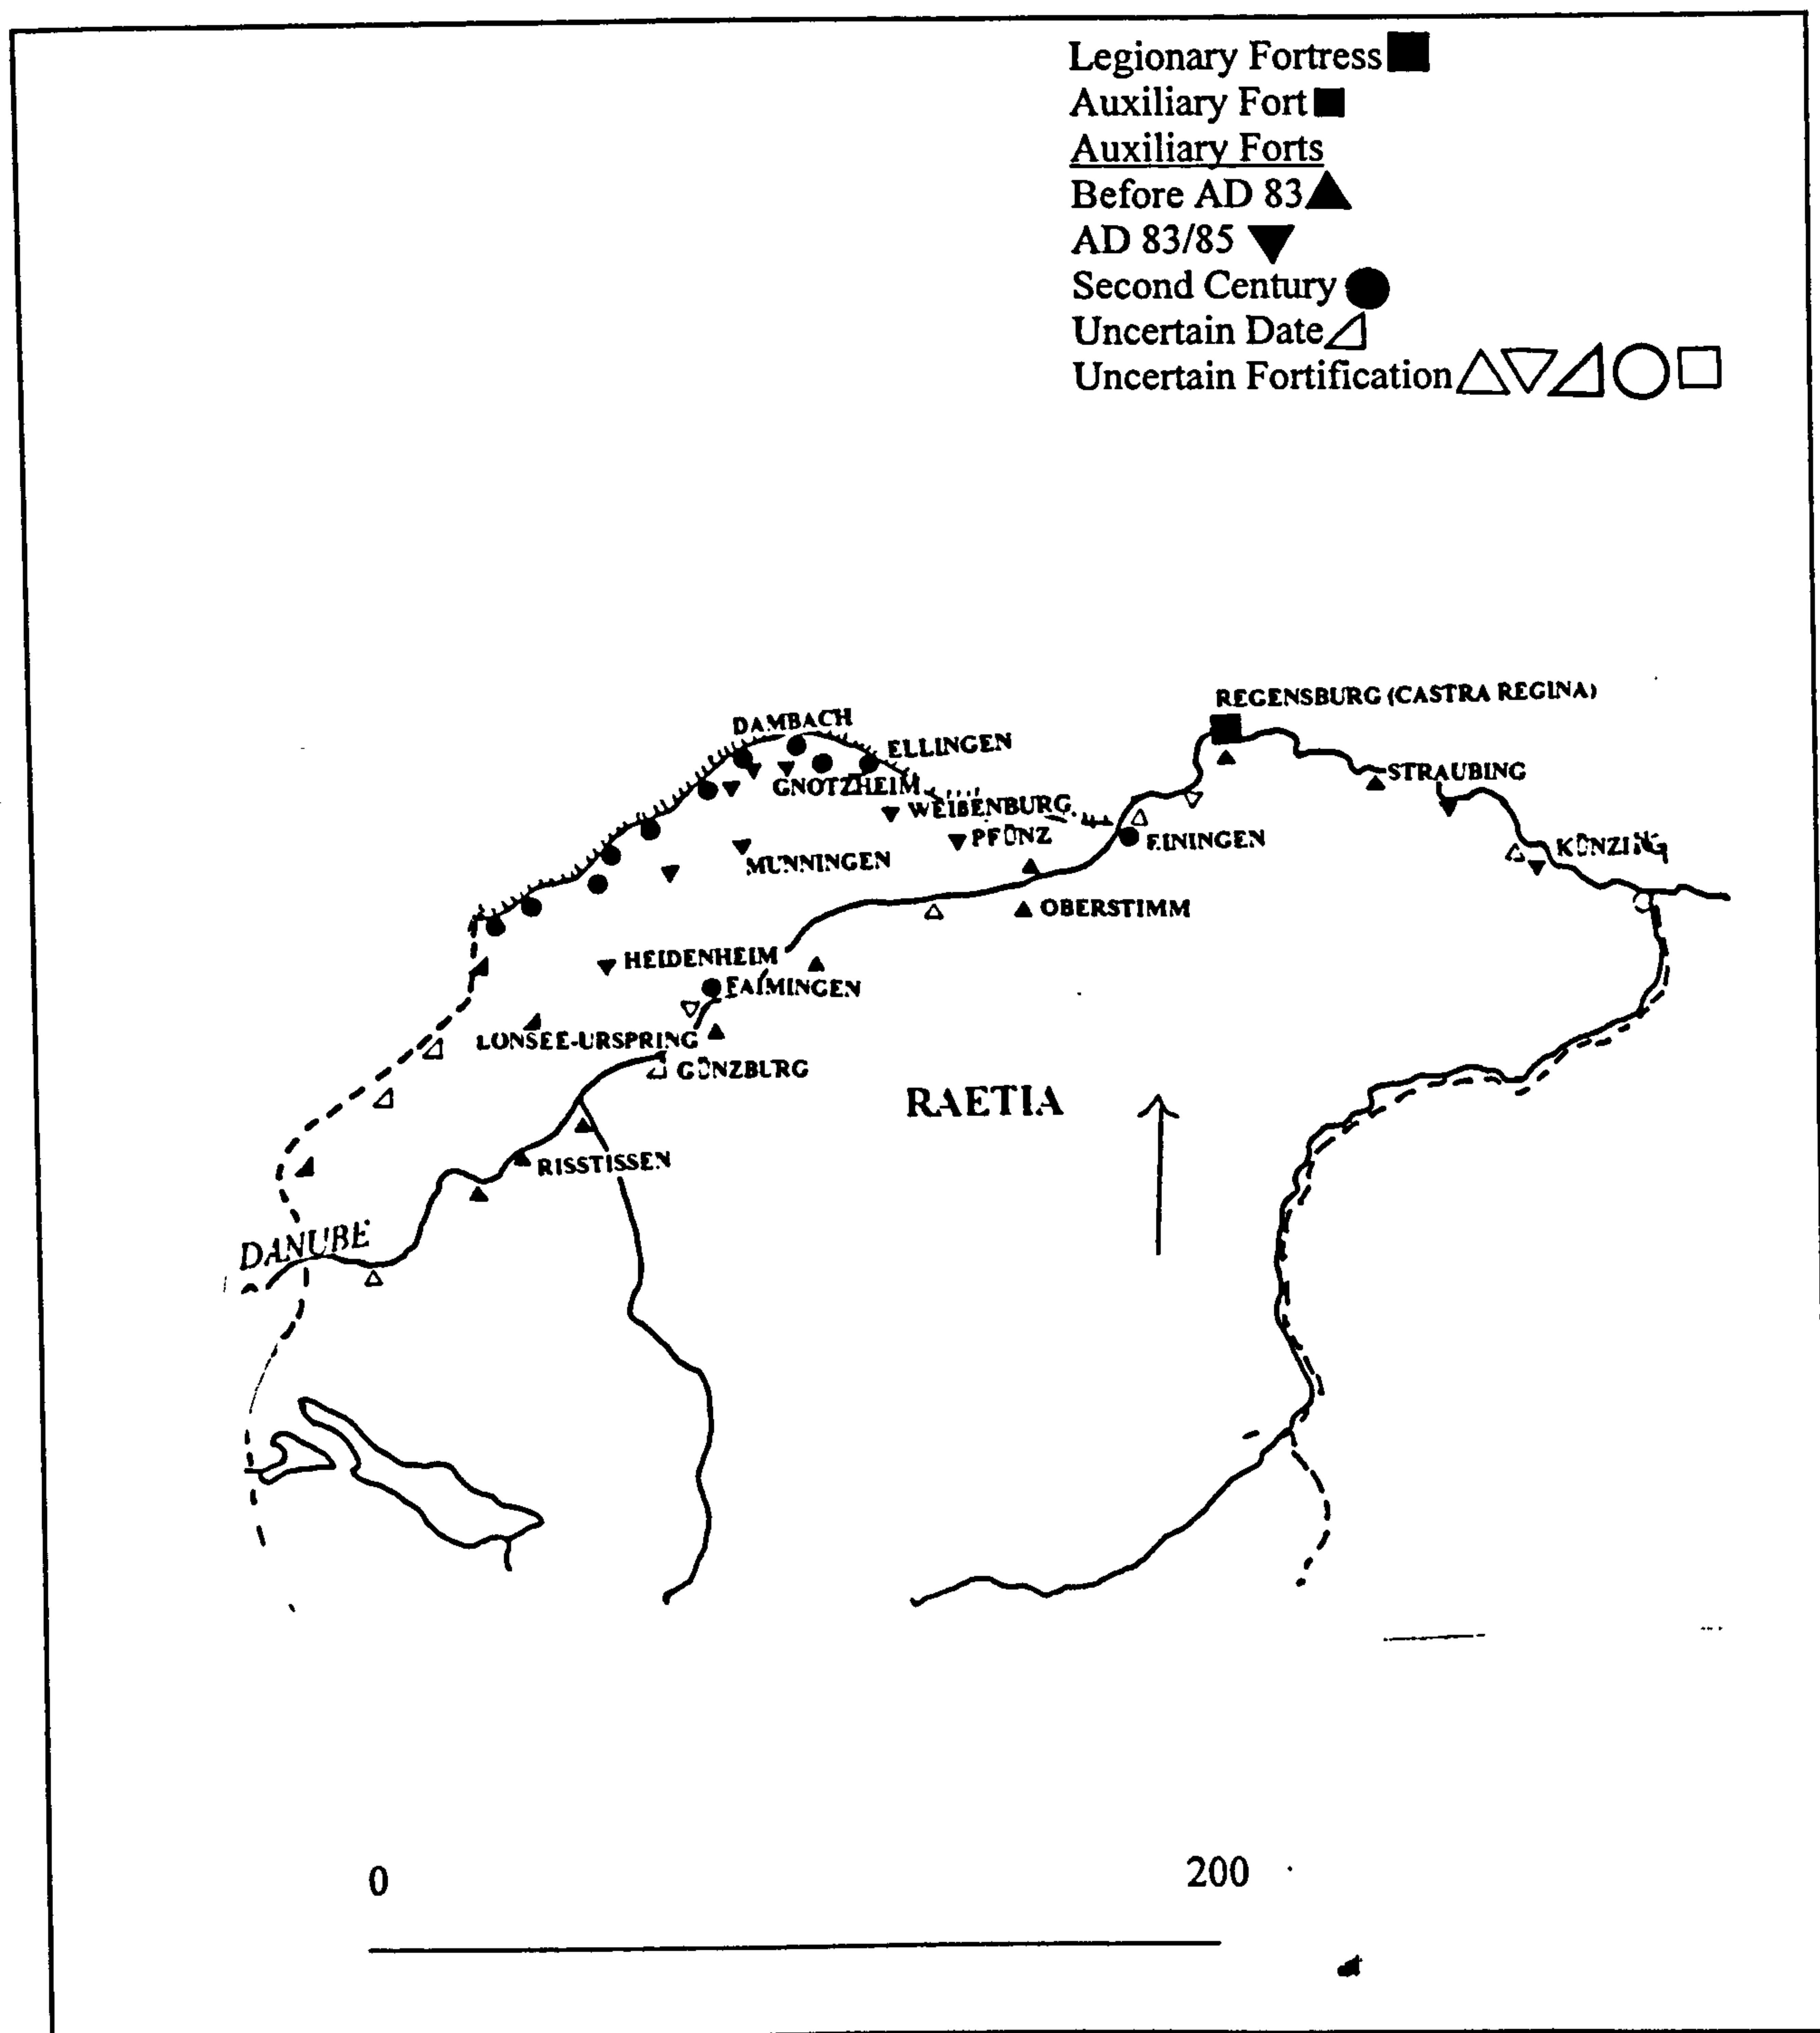 Legionary Fortress
Auxiliary Fort
Auxiliary Forts
Before AD 83
AD 83/85
Second Century
Uncertain Date
Uncertain Fortification
REGENSBURG (CASTRA REGINA)
DAMBACH
ELLINGEN
GNOTZHEIM
STRAUBING
WEIBENBURG
PFÜNZ
EININGEN
KÜNZING
MUNNINGEN
OBERSTIMM
HEIDENHEIM
FAIMINGEN
LONSEE-URSPRING
GÜNZBURG
RAETIA
RISSTISSEN
DANUBE
0 200